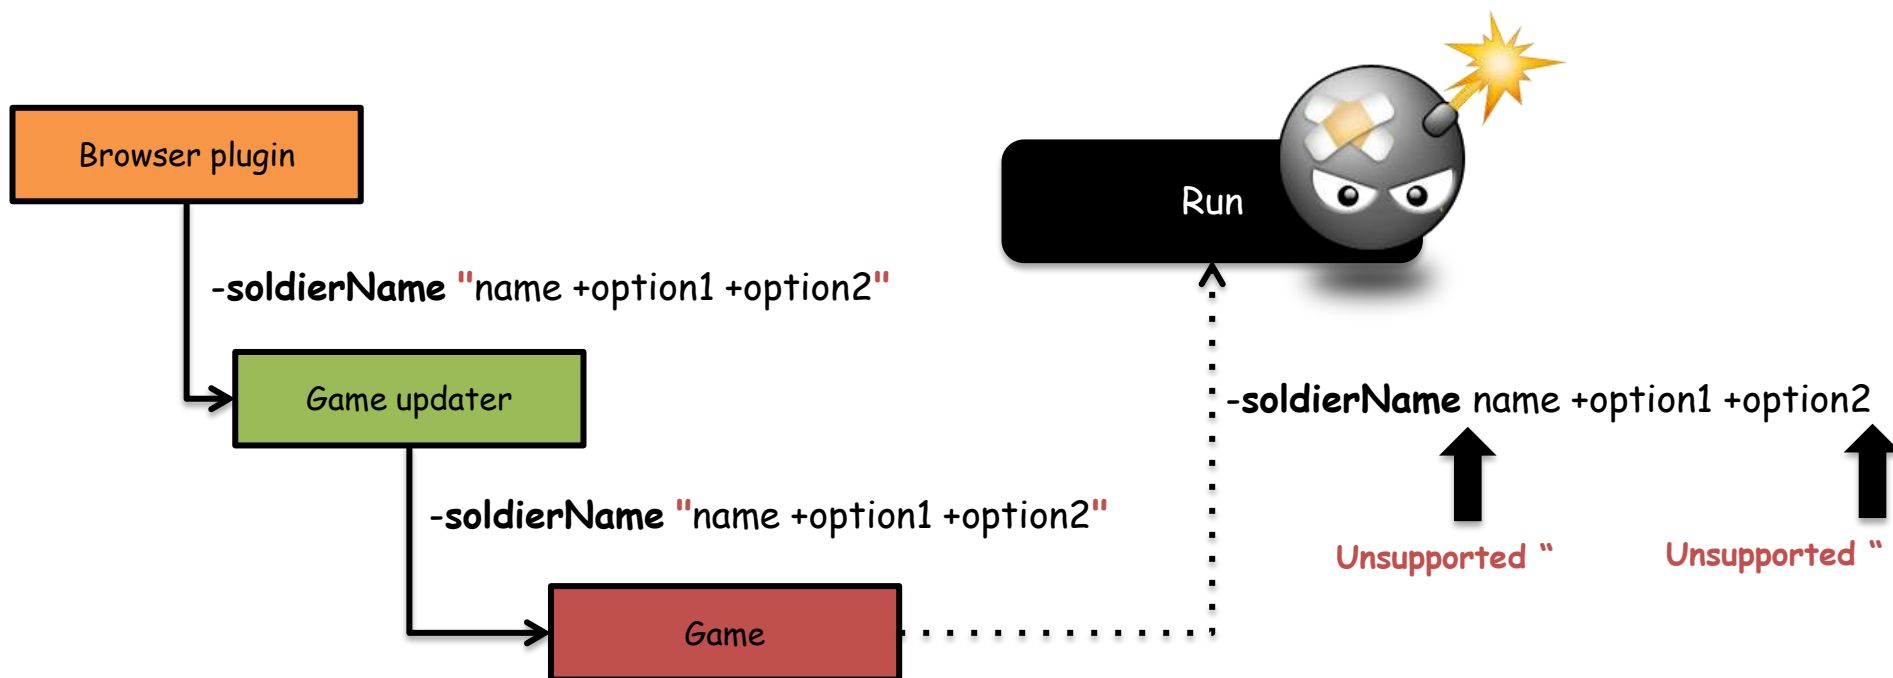 Browser plugin
Run
-soldierName "name +option1 +option2"
Game updater
-soldierName name +option1 +option2
-soldierName "name +option1 +option2"
Unsupported “
Unsupported “
Game